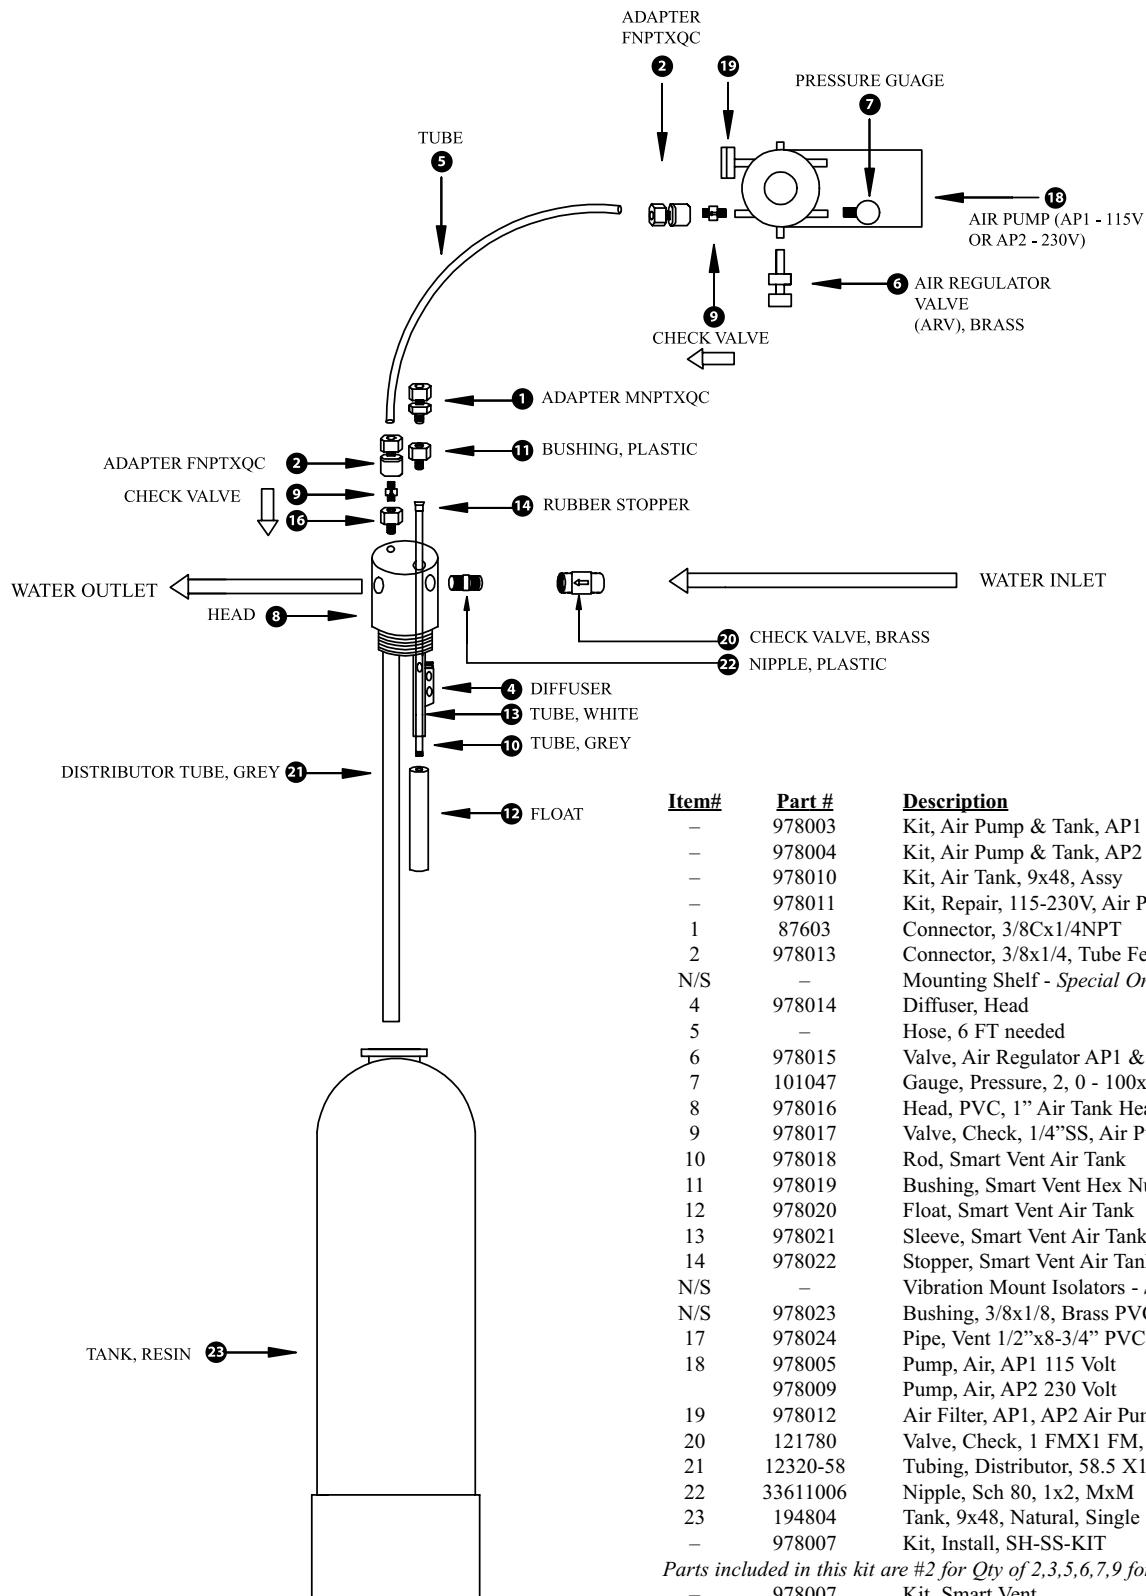 ADAPTER
FNPTXQC
2
19
PRESSURE GUAGE
7
TUBE
5
18
AIR PUMP (AP1 - 115V
OR AP2 - 230V)
6 AIR REGULATOR
VALVE
(ARV), BRASS
9
CHECK VALVE
1 ADAPTER MNPTXQC
11 BUSHING, PLASTIC
ADAPTER FNPTXQC 2
CHECK VALVE 9
16
14 RUBBER STOPPER
WATER OUTLET
WATER INLET
HEAD 8
20 CHECK VALVE, BRASS
22 NIPPLE, PLASTIC
4 DIFFUSER
13 TUBE, WHITE
10 TUBE, GREY
DISTRIBUTOR TUBE, GREY 21
12 FLOAT
TANK, RESIN 23
Item# Part # Description
– 978003 Kit, Air Pump & Tank, AP1
– 978004 Kit, Air Pump & Tank, AP2
– 978010 Kit, Air Tank, 9x48, Assy
– 978011 Kit, Repair, 115-230V, Air P
1 87603 Connector, 3/8Cx1/4NPT
2 978013 Connector, 3/8x1/4, Tube Fe
N/S – Mounting Shelf - Special Or
4 978014 Diffuser, Head
5 – Hose, 6 FT needed
6 978015 Valve, Air Regulator AP1 &
7 101047 Gauge, Pressure, 2, 0 - 100x
8 978016 Head, PVC, 1” Air Tank Hea
9 978017 Valve, Check, 1/4”SS, Air P
10 978018 Rod, Smart Vent Air Tank
11 978019 Bushing, Smart Vent Hex Nu
12 978020 Float, Smart Vent Air Tank
13 978021 Sleeve, Smart Vent Air Tank
14 978022 Stopper, Smart Vent Air Tan
N/S – Vibration Mount Isolators -
N/S 978023 Bushing, 3/8x1/8, Brass PVC
17 978024 Pipe, Vent 1/2”x8-3/4” PVC
18 978005 Pump, Air, AP1 115 Volt
978009 Pump, Air, AP2 230 Volt
19 978012 Air Filter, AP1, AP2 Air Pu
20 121780 Valve, Check, 1 FMX1 FM,
21 12320-58 Tubing, Distributor, 58.5 X1
22 33611006 Nipple, Sch 80, 1x2, MxM
23 194804 Tank, 9x48, Natural, Single
– 978007 Kit, Install, SH-SS-KIT
Parts included in this kit are #2 for Qty of 2,3,5,6,7,9 fo
– 978007 Kit, Smart Vent